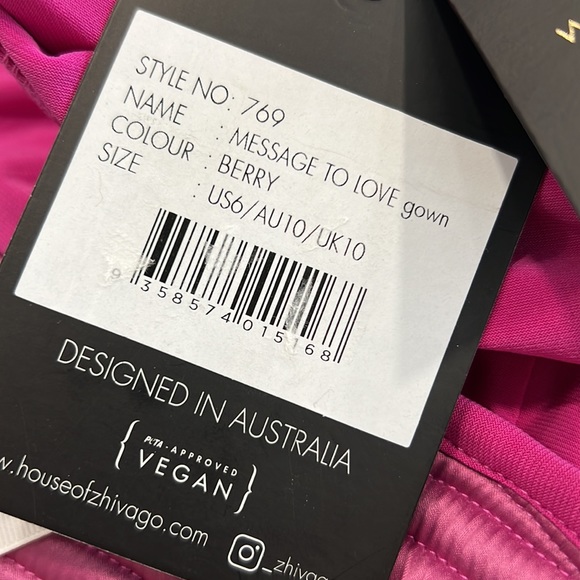 STYLE NO: 769
NAME : MESSAGE TO LOVE gown
COLOUR : BERRY
SIZE : US6/AU10/UK10
9 358574 015168
DESIGNED IN AUSTRALIA
{ PETA-APPROVED
VEGAN }
w.houseofzhivago.com
_zhivag